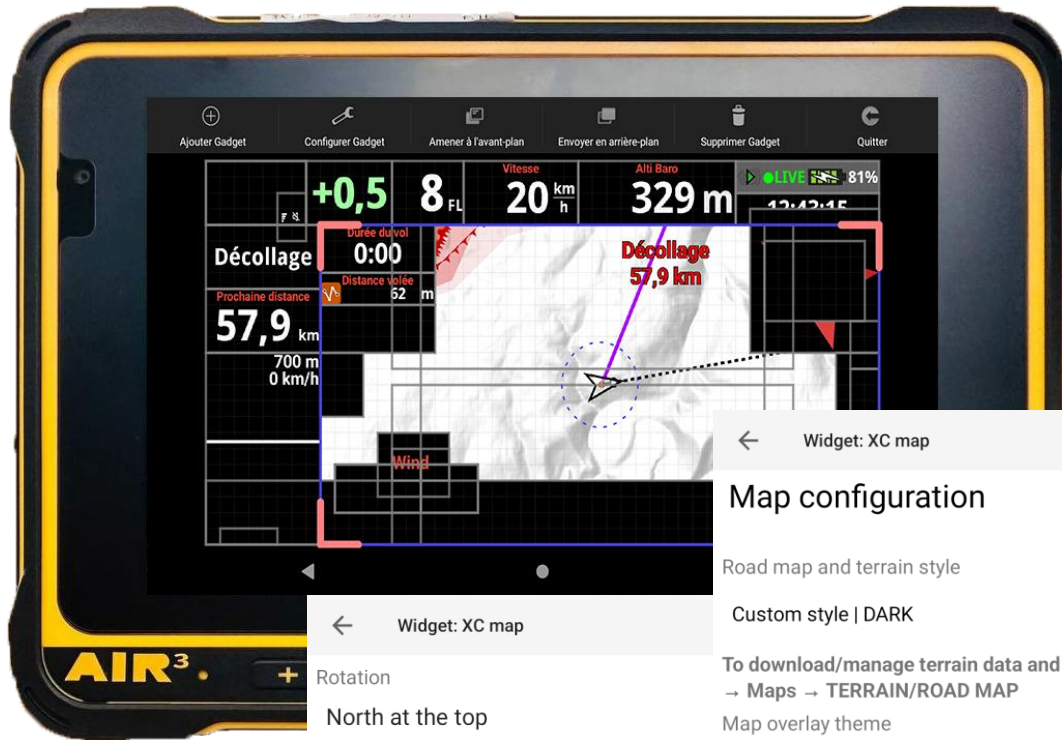 Ajouter Gadget
Configurer Gadget
Amener à l'avant-plan
Envoyer en arrière-plan
Supprimer Gadget
Quitter
+0,5
8 FL
Vitesse
20 km/h
Alti Baro
329 m
LIVE 81%
12:43:15
Décollage
Durée du vol
0:00
Distance volée
62 m
Prochaine distance
57,9 km
700 m
0 km/h
Décollage
57,9 km
Wind
Widget: XC map
Map configuration
Road map and terrain style
Custom style | DARK
To download/manage terrain data and
→ Maps → TERRAIN/ROAD MAP
Map overlay theme
Widget: XC map
Rotation
North at the top
AIR³